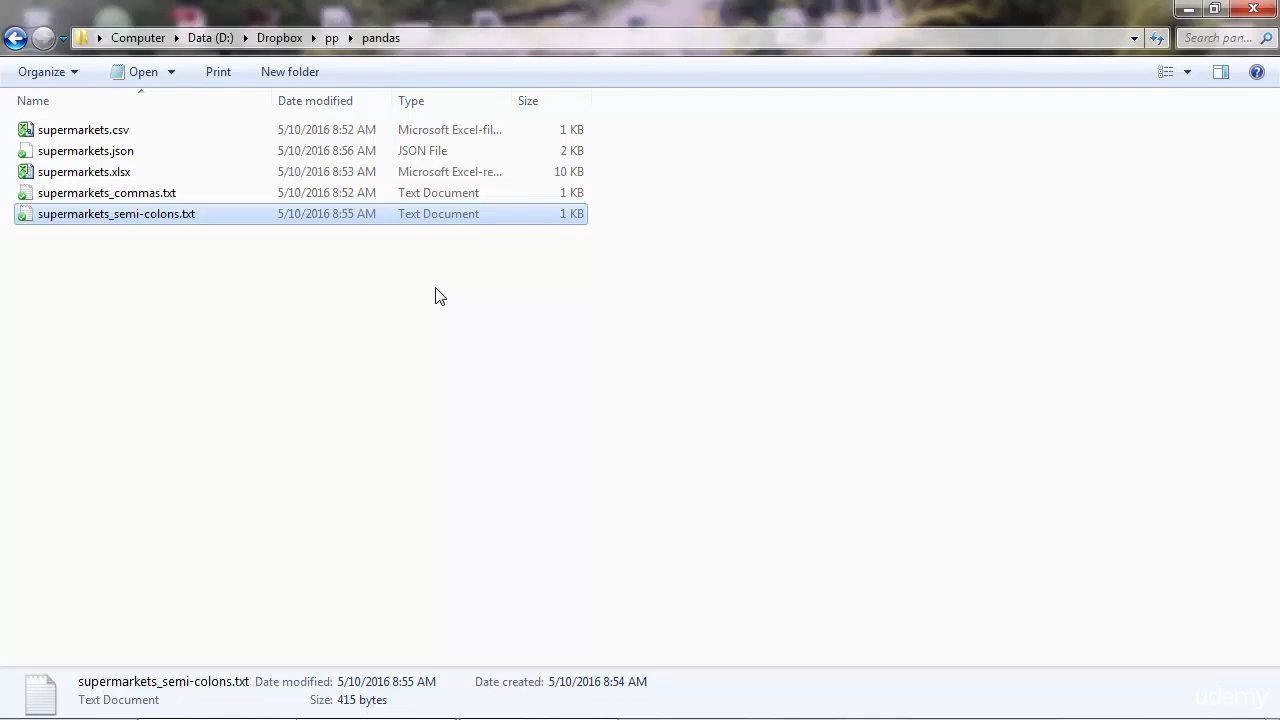 Computer Data (D:) Dropbox pp pandas Search pan...
Organize Open Print New folder
Name Date modified Type Size
supermarkets.csv 5/10/2016 8:52 AM Microsoft Excel-fil... 1 KB
supermarkets.json 5/10/2016 8:56 AM JSON File 2 KB
supermarkets.xlsx 5/10/2016 8:53 AM Microsoft Excel-re... 10 KB
supermarkets_commas.txt 5/10/2016 8:52 AM Text Document 1 KB
supermarkets_semi-colons.txt 5/10/2016 8:55 AM Text Document 1 KB
supermarkets_semi-colons.txt Date modified: 5/10/2016 8:55 AM Date created: 5/10/2016 8:54 AM
Text Document Size: 415 bytes
udemy